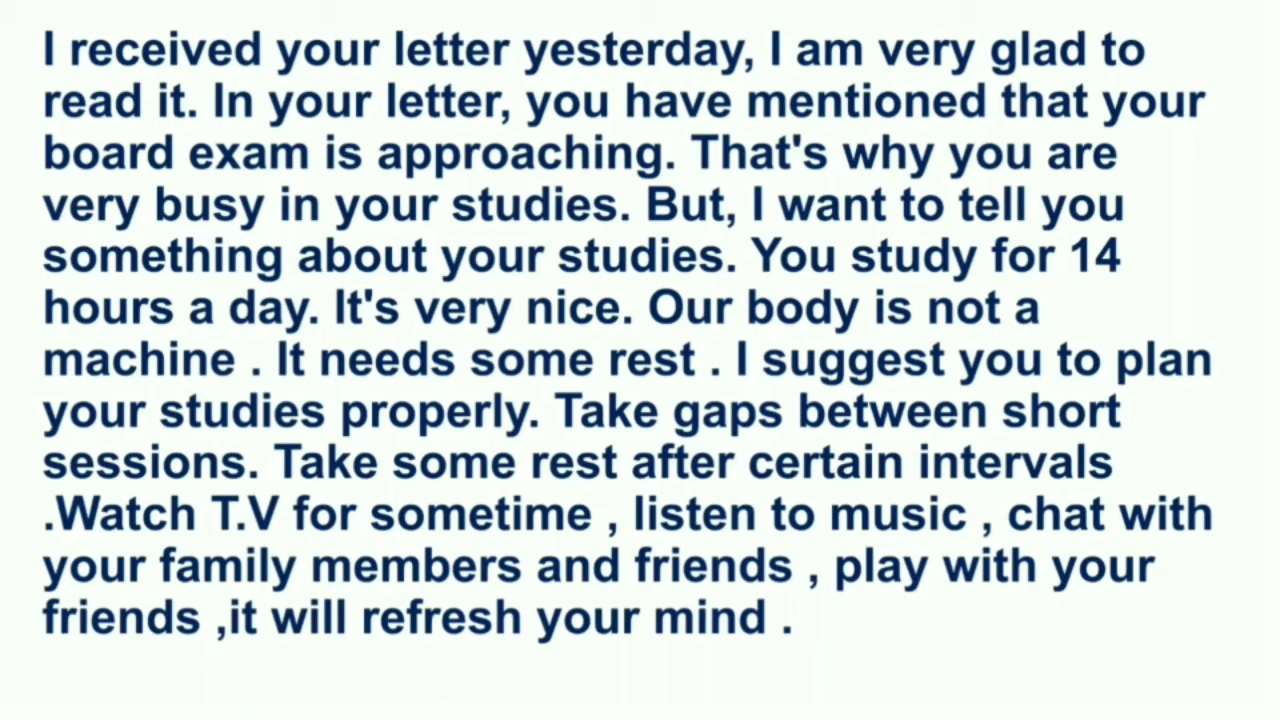 I received your letter yesterday, I am very glad to
read it. In your letter, you have mentioned that your
board exam is approaching. That's why you are
very busy in your studies. But, I want to tell you
something about your studies. You study for 14
hours a day. It's very nice. Our body is not a
machine . It needs some rest . I suggest you to plan
your studies properly. Take gaps between short
sessions. Take some rest after certain intervals
.Watch T.V for sometime , listen to music , chat with
your family members and friends , play with your
friends ,it will refresh your mind .